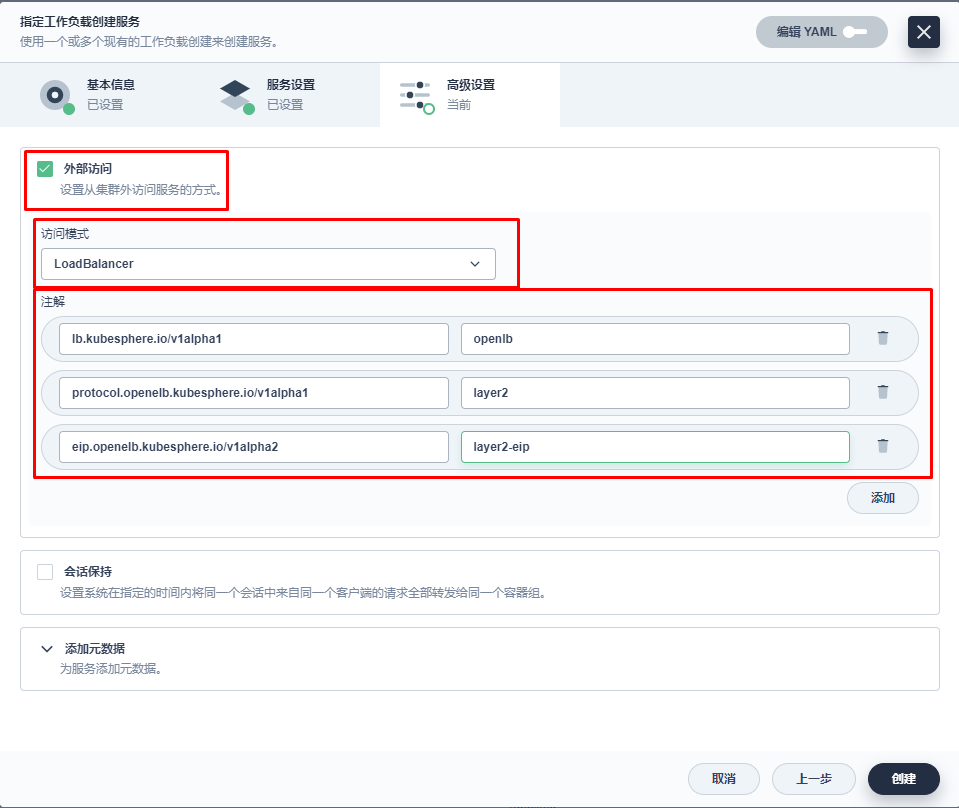 指定工作负载创建服务
使用一个或多个现有的工作负载创建来创建服务。
编辑 YAML
基本信息
已设置
服务设置
已设置
高级设置
当前
外部访问
设置从集群外访问服务的方式。
访问模式
LoadBalancer
注解
lb.kubesphere.io/v1alpha1 openlb
protocol.openelb.kubesphere.io/v1alpha1 layer2
eip.openelb.kubesphere.io/v1alpha2 layer2-eip
添加
会话保持
设置系统在指定的时间内将同一个会话中来自同一个客户端的请求全部转发给同一个容器组。
添加元数据
为服务添加元数据。
取消 上一步 创建